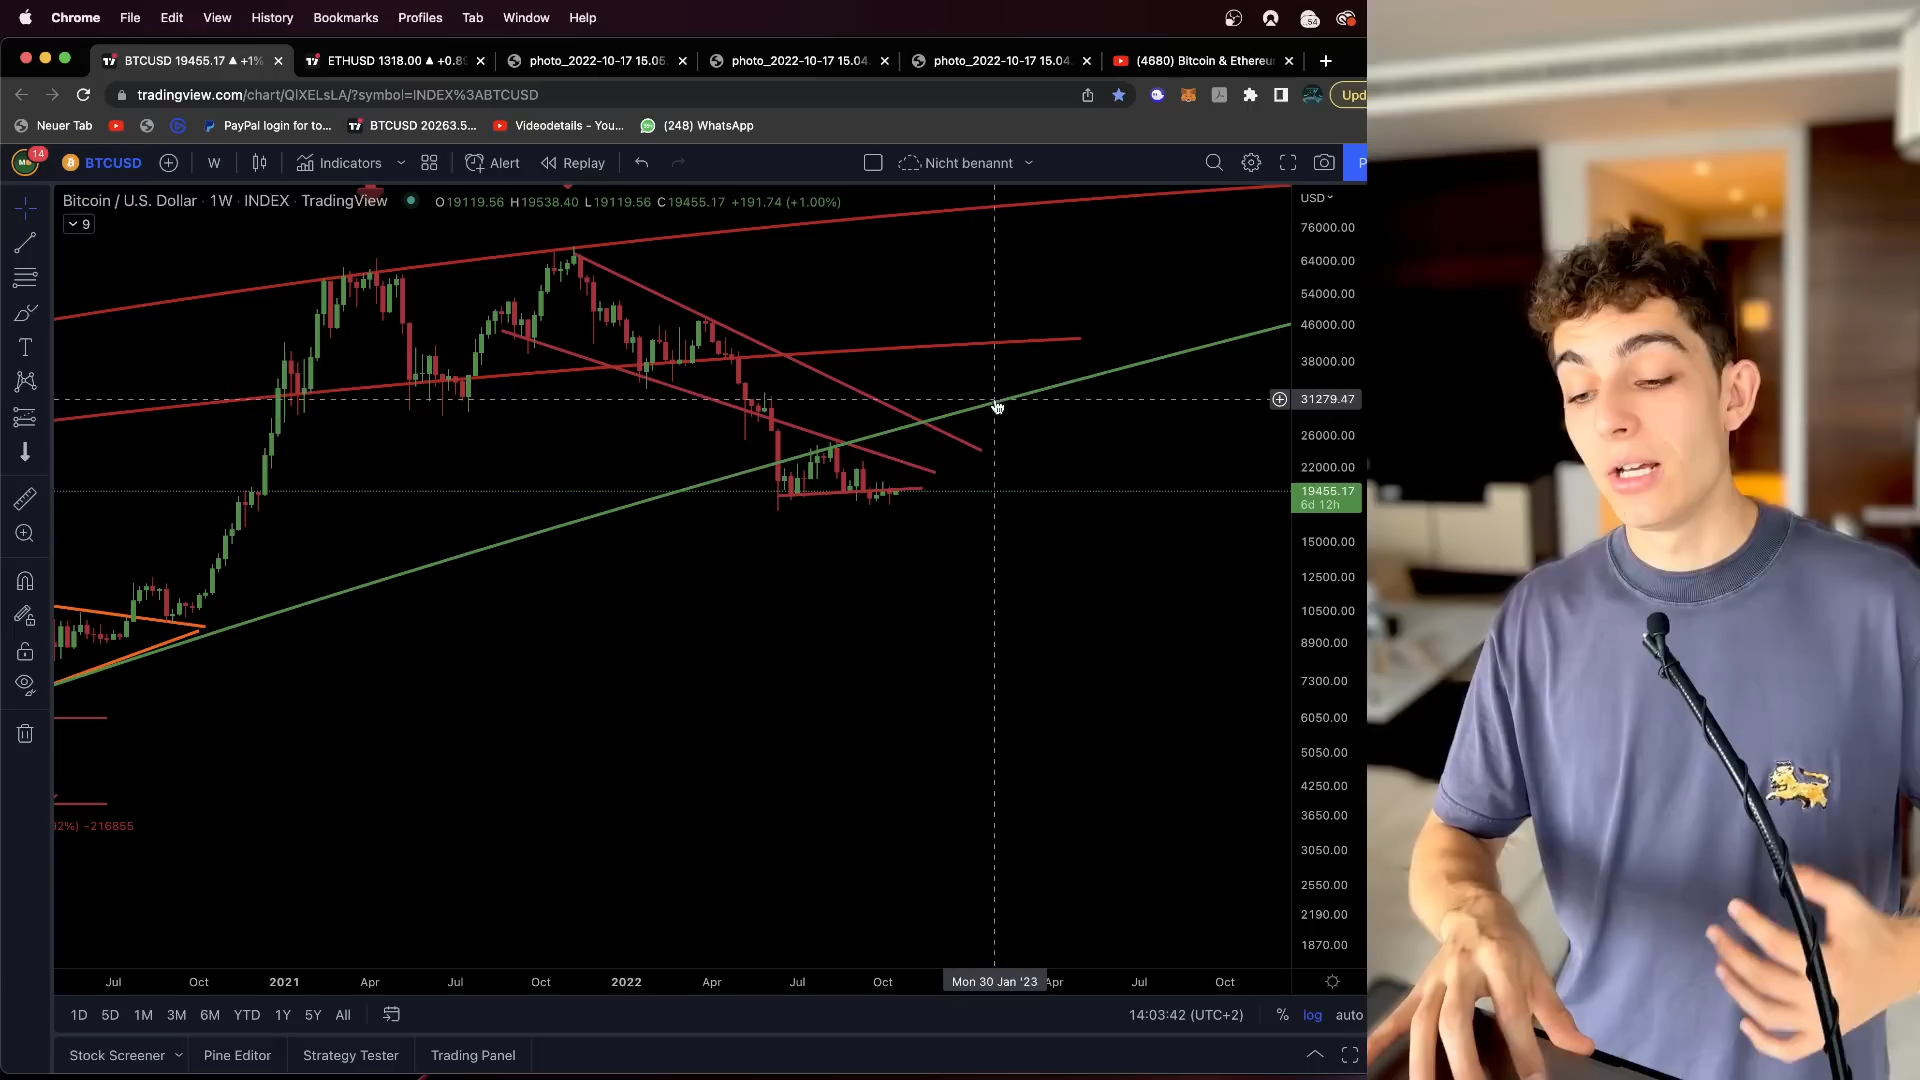 Chrome File Edit View History Bookmarks Profiles Tab Window Help
54
BTCUSD 19455.17 ▲ +1%
ETHUSD 1318.00 ▲ +0.8
photo_2022-10-17 15.05.
photo_2022-10-17 15.04.
photo_2022-10-17 15.04.
(4680) Bitcoin & Ethereu
tradingview.com/chart/QIXELsLA/?symbol=INDEX%3ABTCUSD
Upd
Neuer Tab
PayPal login for to...
BTCUSD 20263.5...
Videodetails - You...
(248) WhatsApp
14
BTCUSD
W
Indicators
Alert
Replay
Nicht benannt
P
Bitcoin / U.S. Dollar · 1W · INDEX · TradingView
O19119.56 H19538.40 L19119.56 C19455.17 +191.74 (+1.00%)
9
USD
76000.00
64000.00
54000.00
46000.00
38000.00
31279.47
26000.00
22000.00
19455.17
6d 12h
15000.00
12500.00
10500.00
8900.00
7300.00
6050.00
5050.00
4250.00
3650.00
3050.00
2550.00
2190.00
1870.00
92%) −216855
Jul Oct 2021 Apr Jul Oct 2022 Apr Jul Oct Mon 30 Jan '23 Apr Jul Oct
1D 5D 1M 3M 6M YTD 1Y 5Y All
14:03:42 (UTC+2)
% log auto
Stock Screener
Pine Editor
Strategy Tester
Trading Panel